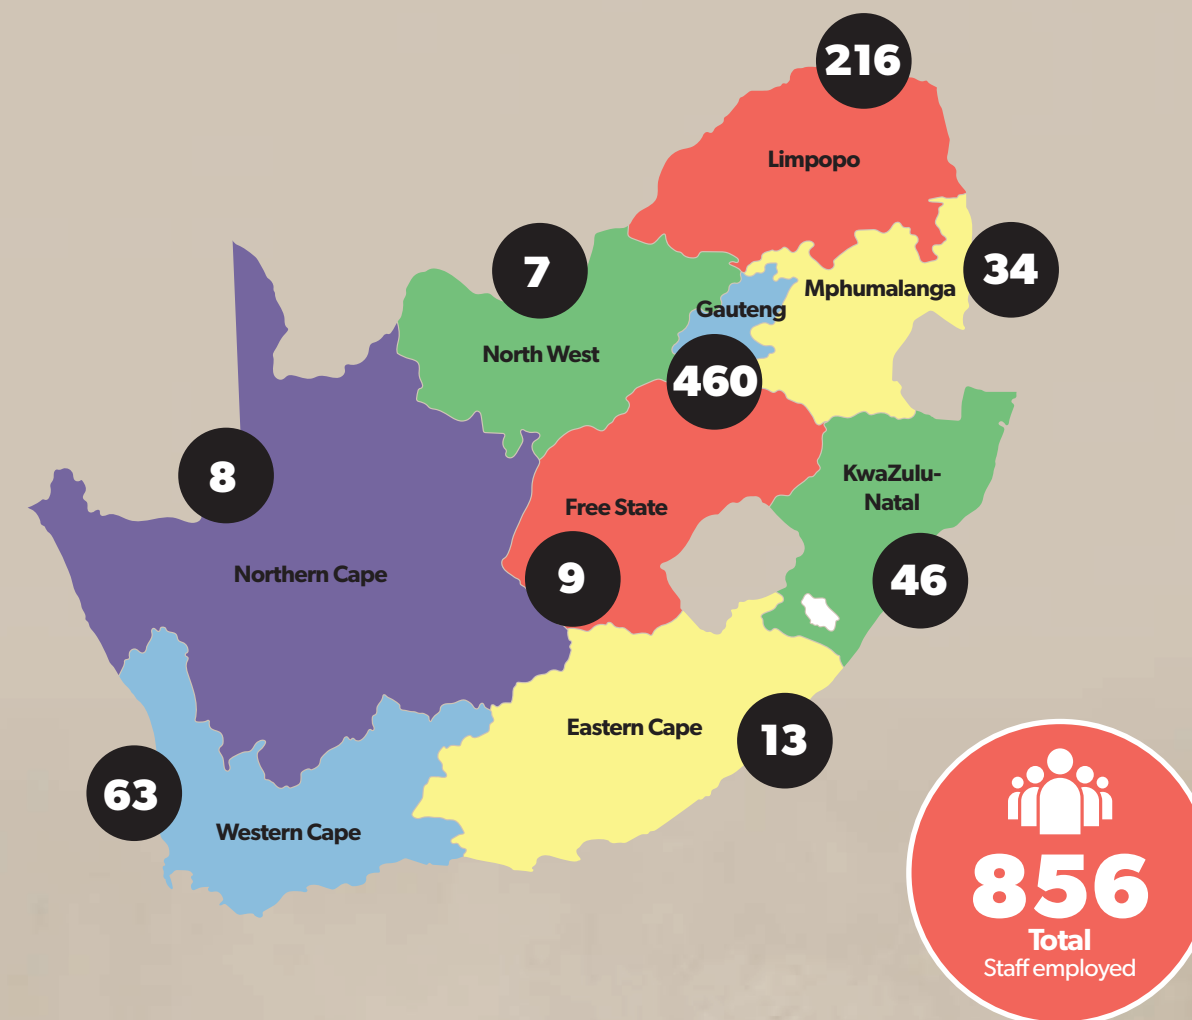 216
Limpopo
7
34
Mphumalanga
Gauteng
North West
460
8
KwaZulu-
Natal
Free State
Northern Cape
9
46
Eastern Cape
13
63
Western Cape
856
Total
Staff employed